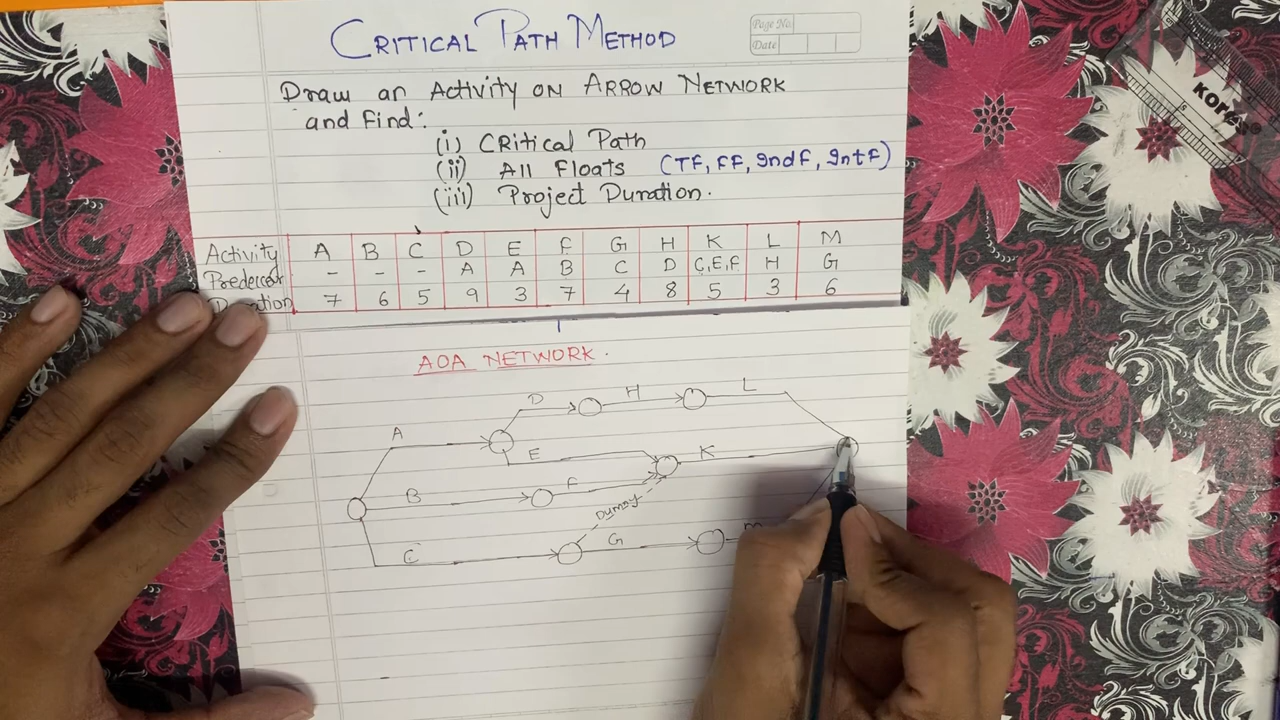 CRITICAL PATH METHOD
Page No.
Date
Draw an Activity on ARROW NETWORK
and find:
(i) CRitical Path
(ii) All Floats (TF, FF, IndF, IntF)
(iii) Project Duration.
Activity A B C D E F G H K L M
- - - A A B C D C,E,F H G
7 6 5 9 3 7 4 8 5 3 6
AOA NETWORK.
D H L
A
E K
B F
Dummy
C G m